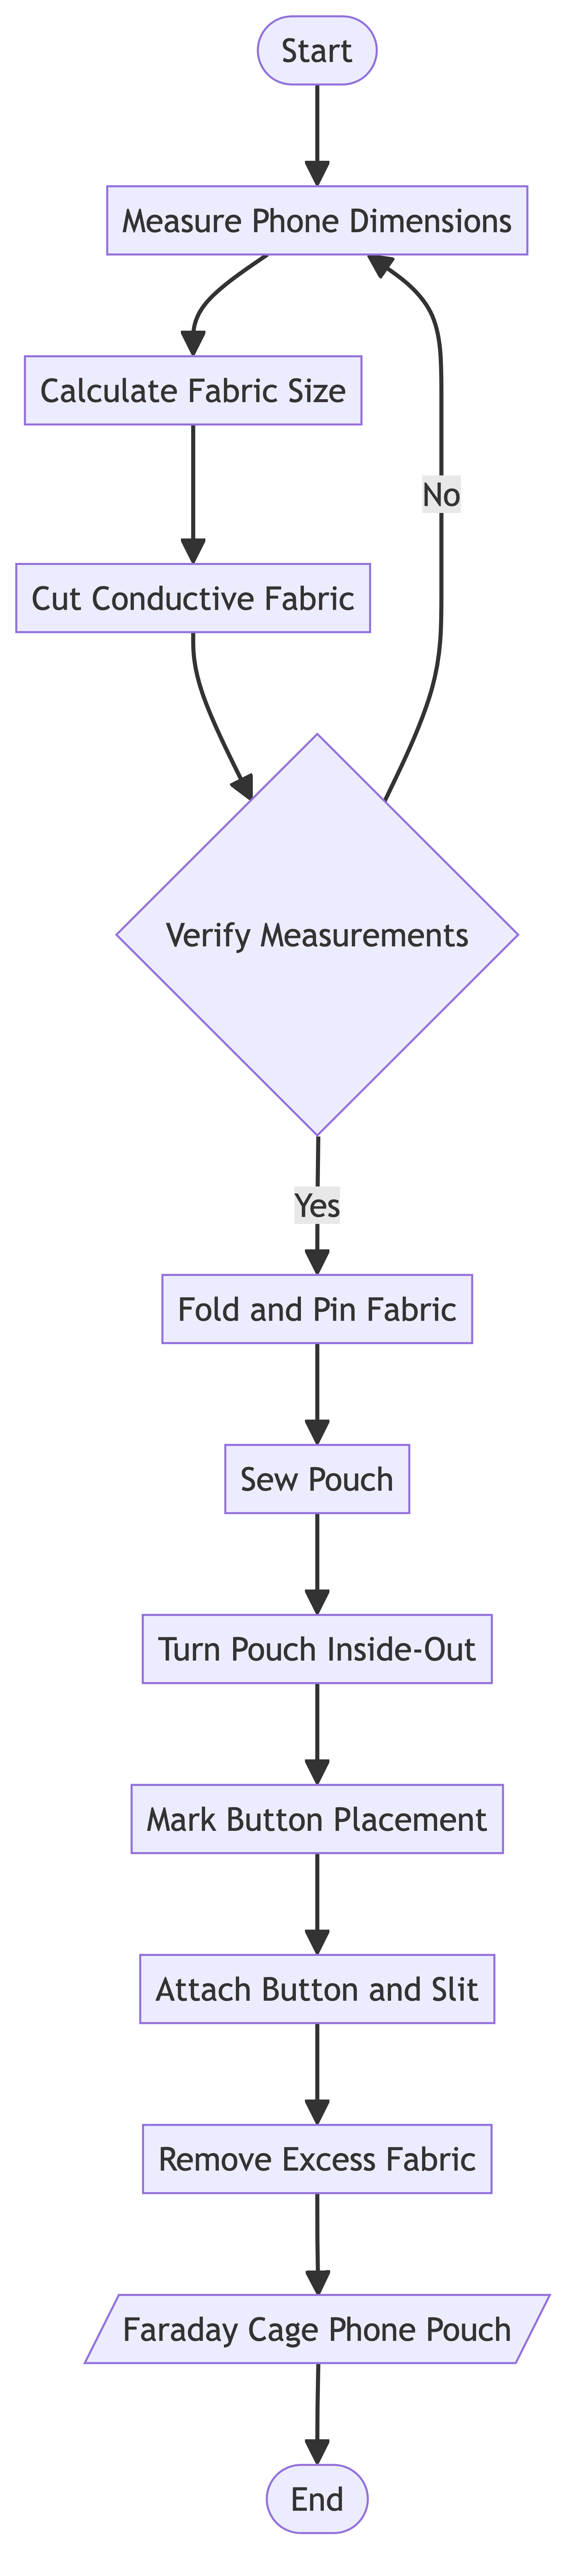 Start
Measure Phone Dimensions
Calculate Fabric Size
No
Cut Conductive Fabric
Verify Measurements
Yes
Fold and Pin Fabric
Sew Pouch
Turn Pouch Inside-Out
Mark Button Placement
Attach Button and Slit
Remove Excess Fabric
Faraday Cage Phone Pouch
End